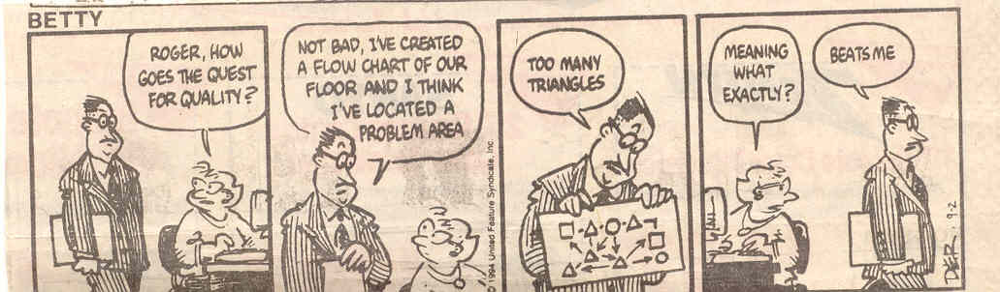 BETTY
ROGER, HOW
GOES THE QUEST
FOR QUALITY?
NOT BAD, I'VE CREATED
A FLOW CHART OF OUR
FLOOR AND I THINK
I'VE LOCATED A
PROBLEM AREA
© 1994 United Feature Syndicate, Inc.
TOO MANY
TRIANGLES
MEANING
WHAT
EXACTLY?
BEATS ME
DER 9-2